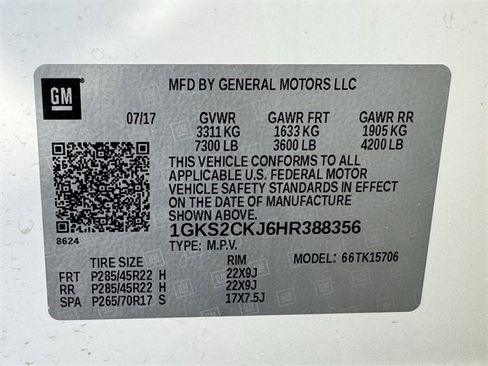 GM
MFD BY GENERAL MOTORS LLC
07/17 GVWR GAWR FRT GAWR RR
3311 KG 1633 KG 1905 KG
7300 LB 3600 LB 4200 LB
THIS VEHICLE CONFORMS TO ALL
APPLICABLE U.S. FEDERAL MOTOR
VEHICLE SAFETY STANDARDS IN EFFECT
ON THE DATE OF MANUFACTURE
SHOWN ABOVE.
1GKS2CKJ6HR388356
8624
TYPE: M.P.V. MODEL: 66TK15706
TIRE SIZE RIM
FRT P285/45R22 H 22X9J
RR P285/45R22 H 22X9J
SPA P265/70R17 S 17X7.5J